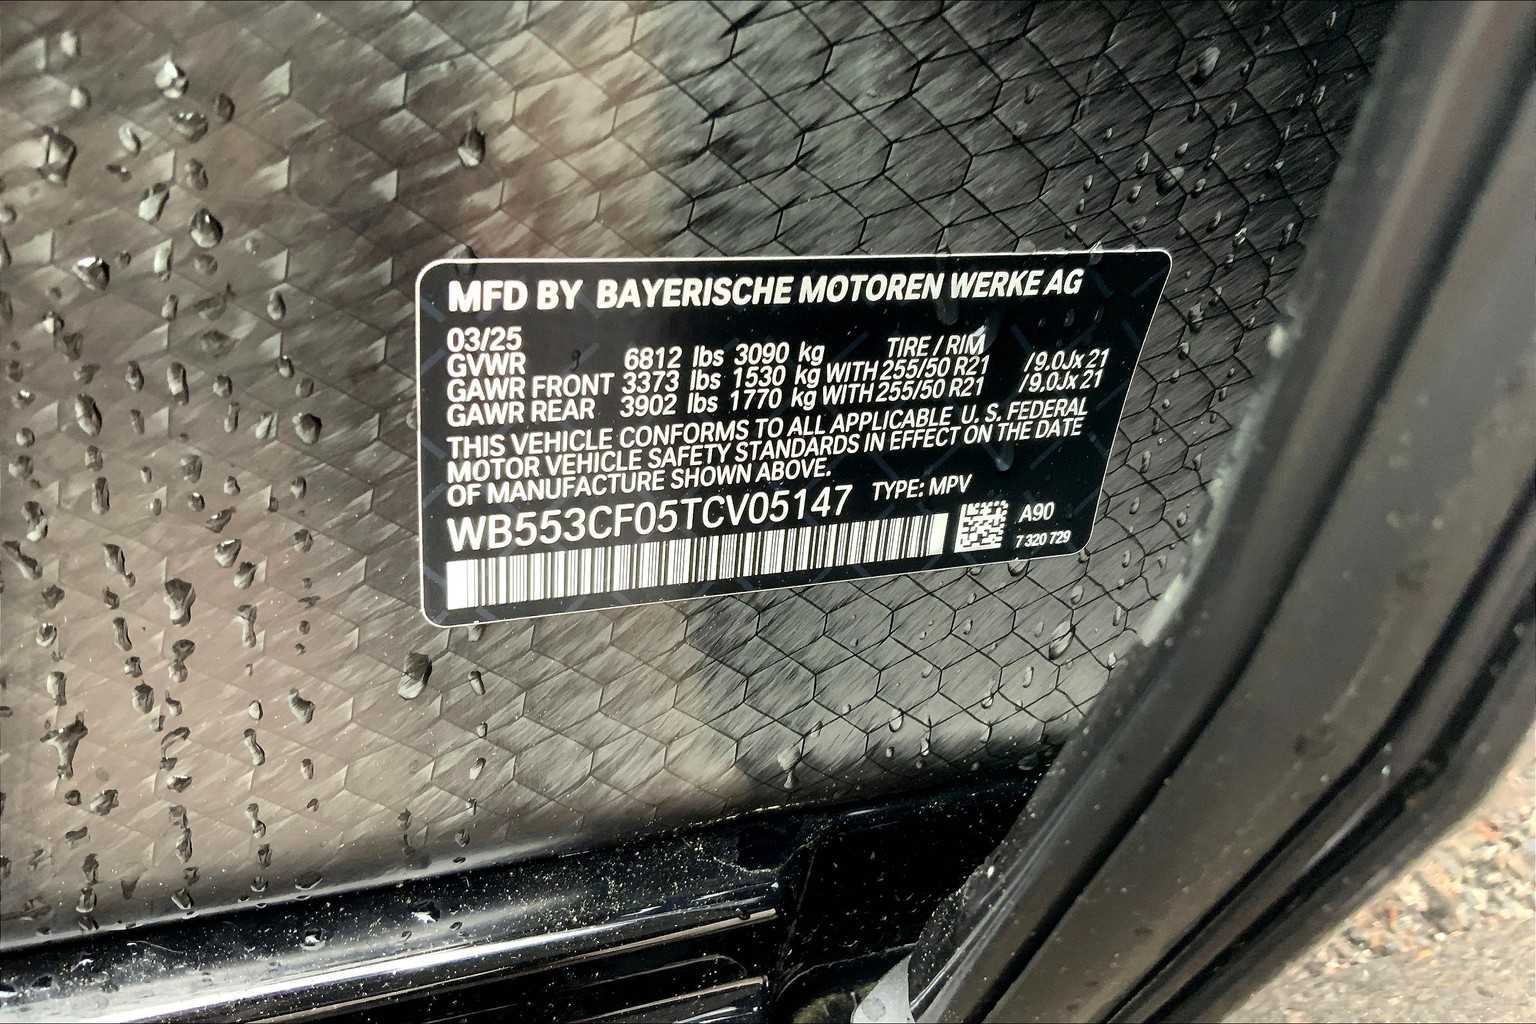 MFD BY BAYERISCHE MOTOREN WERKE AG
03/25 TIRE / RIM
GVWR 6812 lbs 3090 kg
GAWR FRONT 3373 lbs 1530 kg WITH 255/50 R21 /9.0Jx 21
GAWR REAR 3902 lbs 1770 kg WITH 255/50 R21 /9.0Jx 21
THIS VEHICLE CONFORMS TO ALL APPLICABLE U. S. FEDERAL
MOTOR VEHICLE SAFETY STANDARDS IN EFFECT ON THE DATE
OF MANUFACTURE SHOWN ABOVE.
WB553CF05TCV05147 TYPE: MPV
A90
7 320 729